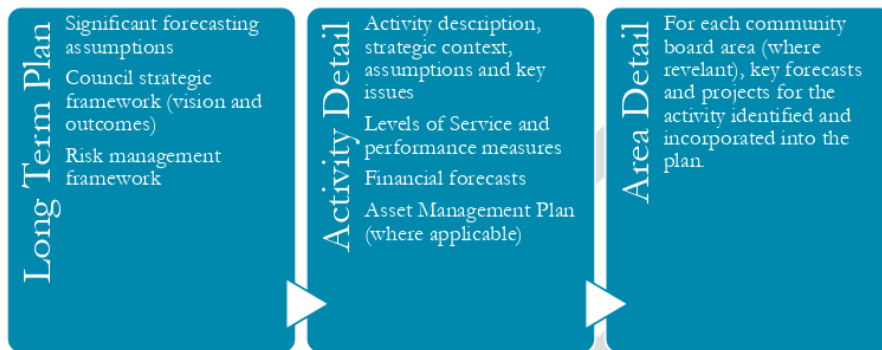 Long Term Plan
Significant forecasting
assumptions
Council strategic
framework (vision and
outcomes)
Risk management
framework
Activity Detail
Activity description,
strategic context,
assumptions and key
issues
Levels of Service and
performance measures
Financial forecasts
Asset Management Plan
(where applicable)
Area Detail
For each community
board area (where
revelant), key forecasts
and projects for the
activity identified and
incorporated into the
plan.